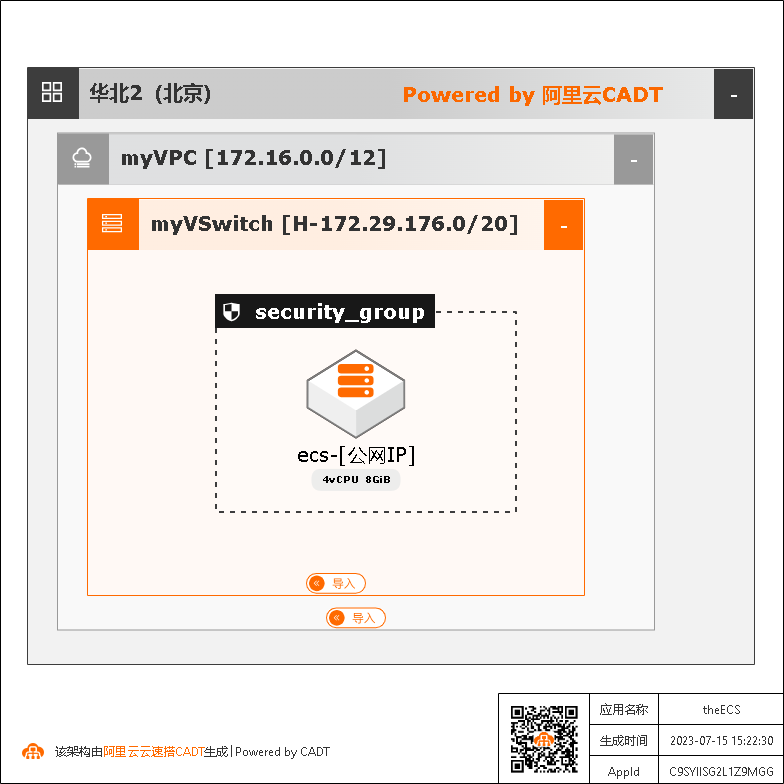 华北2 (北京)
Powered by 阿里云CADT
-
myVPC [172.16.0.0/12]
-
myVSwitch [H-172.29.176.0/20]
-
security_group
ecs-[公网IP]
4vCPU 8GiB
« 导入
« 导入
应用名称 theECS
生成时间 2023-07-15 15:22:30
该架构由阿里云云速搭CADT生成|Powered by CADT
AppId C9SYIISG2L1Z9MGG